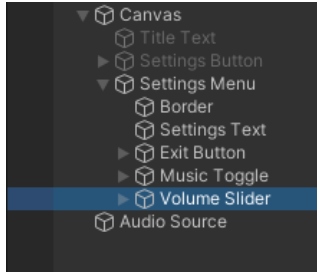 Canvas
Title Text
Settings Button
Settings Menu
Border
Settings Text
Exit Button
Music Toggle
Volume Slider
Audio Source